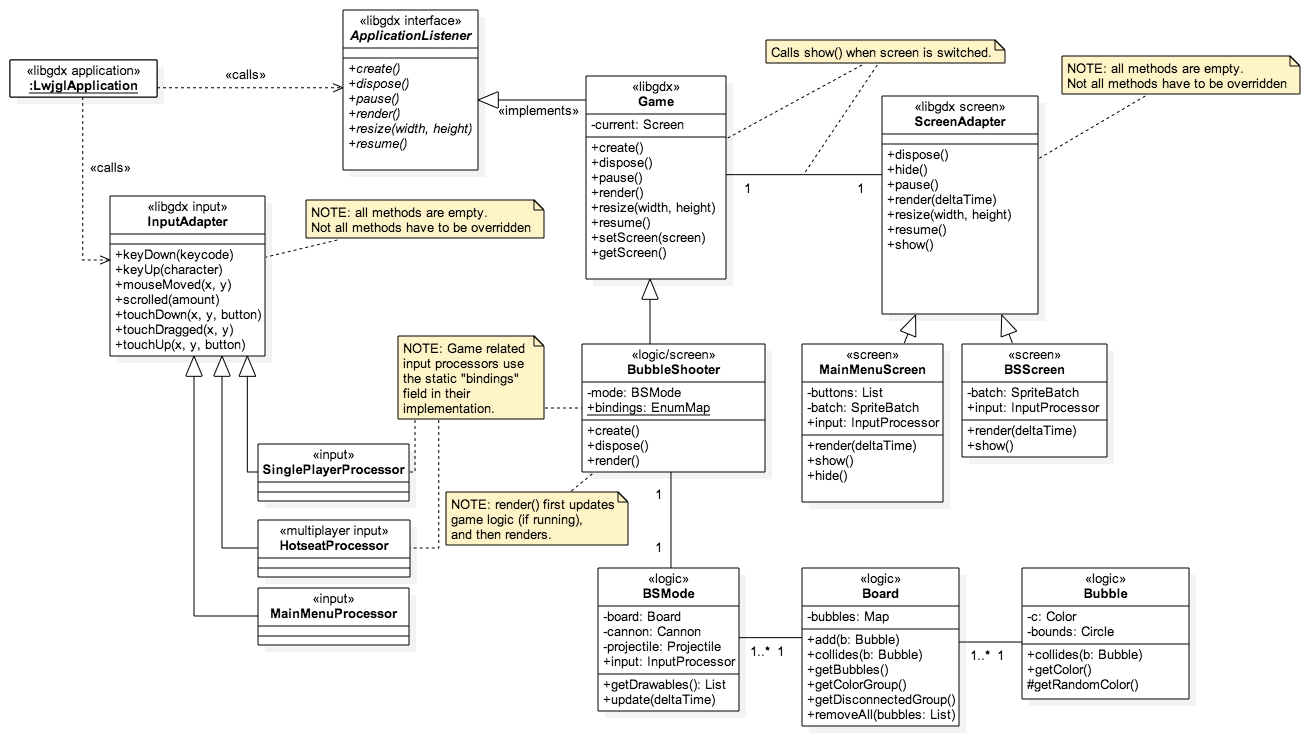 «libgdx application»
:LwjglApplication
«calls»
«calls»
«libgdx interface»
ApplicationListener
+create()
+dispose()
+pause()
+render()
+resize(width, height)
+resume()
«implements»
«libgdx»
Game
-current: Screen
+create()
+dispose()
+pause()
+render()
+resize(width, height)
+resume()
+setScreen(screen)
+getScreen()
Calls show() when screen is switched.
1
1
«libgdx screen»
ScreenAdapter
+dispose()
+hide()
+pause()
+render(deltaTime)
+resize(width, height)
+resume()
+show()
NOTE: all methods are empty.
Not all methods have to be overridden
«libgdx input»
InputAdapter
+keyDown(keycode)
+keyUp(character)
+mouseMoved(x, y)
+scrolled(amount)
+touchDown(x, y, button)
+touchDragged(x, y)
+touchUp(x, y, button)
NOTE: all methods are empty.
Not all methods have to be overridden
NOTE: Game related
input processors use
the static "bindings"
field in their
implementation.
«logic/screen»
BubbleShooter
-mode: BSMode
+bindings: EnumMap
+create()
+dispose()
+render()
«screen»
MainMenuScreen
-buttons: List
-batch: SpriteBatch
+input: InputProcessor
+render(deltaTime)
+show()
+hide()
«screen»
BSScreen
-batch: SpriteBatch
+input: InputProcessor
+render(deltaTime)
+show()
«input»
SinglePlayerProcessor
«multiplayer input»
HotseatProcessor
«input»
MainMenuProcessor
NOTE: render() first updates
game logic (if running),
and then renders.
1
1
«logic»
BSMode
-board: Board
-cannon: Cannon
-projectile: Projectile
+input: InputProcessor
+getDrawables(): List
+update(deltaTime)
1..* 1
«logic»
Board
-bubbles: Map
+add(b: Bubble)
+collides(b: Bubble)
+getBubbles()
+getColorGroup()
+getDisconnectedGroup()
+removeAll(bubbles: List)
1..* 1
«logic»
Bubble
-c: Color
-bounds: Circle
+collides(b: Bubble)
+getColor()
#getRandomColor()